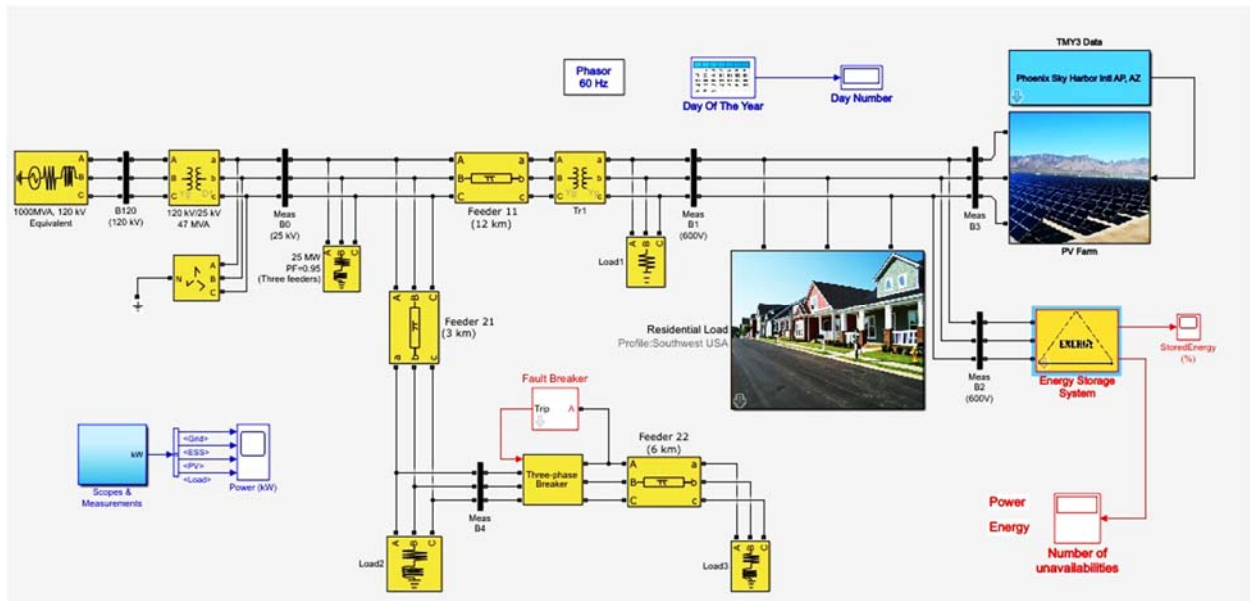 TMY3 Data
Phoenix Sky Harbor Intl AP, AZ
Phasor
60 Hz
Day Of The Year
Day Number
A
B
C
1000MVA, 120 kV
Equivalent
B120
(120 kV)
A a
B b
C c
120 kV/25 kV
47 MVA
Meas
B0
(25 kV)
N
A
B
C
A B C
25 MW
PF=0.95
(Three feeders)
A a
B b
C c
Feeder 11
(12 km)
A a
B b
C c
Tr1
A B C
Load1
Meas
B1
(600V)
Meas
B3
PV Farm
Residential Load
Profile:Southwest USA
Meas
B2
(600V)
ENERGY
Energy Storage
System
StoredEnergy
(%)
A B C
a b c
Feeder 21
(3 km)
Fault Breaker
Trip A
Three-phase
Breaker
Meas
B4
Feeder 22
(6 km)
A a
B b
C c
A B C
Load2
A B C
Load3
kW
Scopes &
Measurements
<Grid>
<ESS>
<PV>
<Load>
Power (kW)
Power
Energy
Number of
unavailabilities